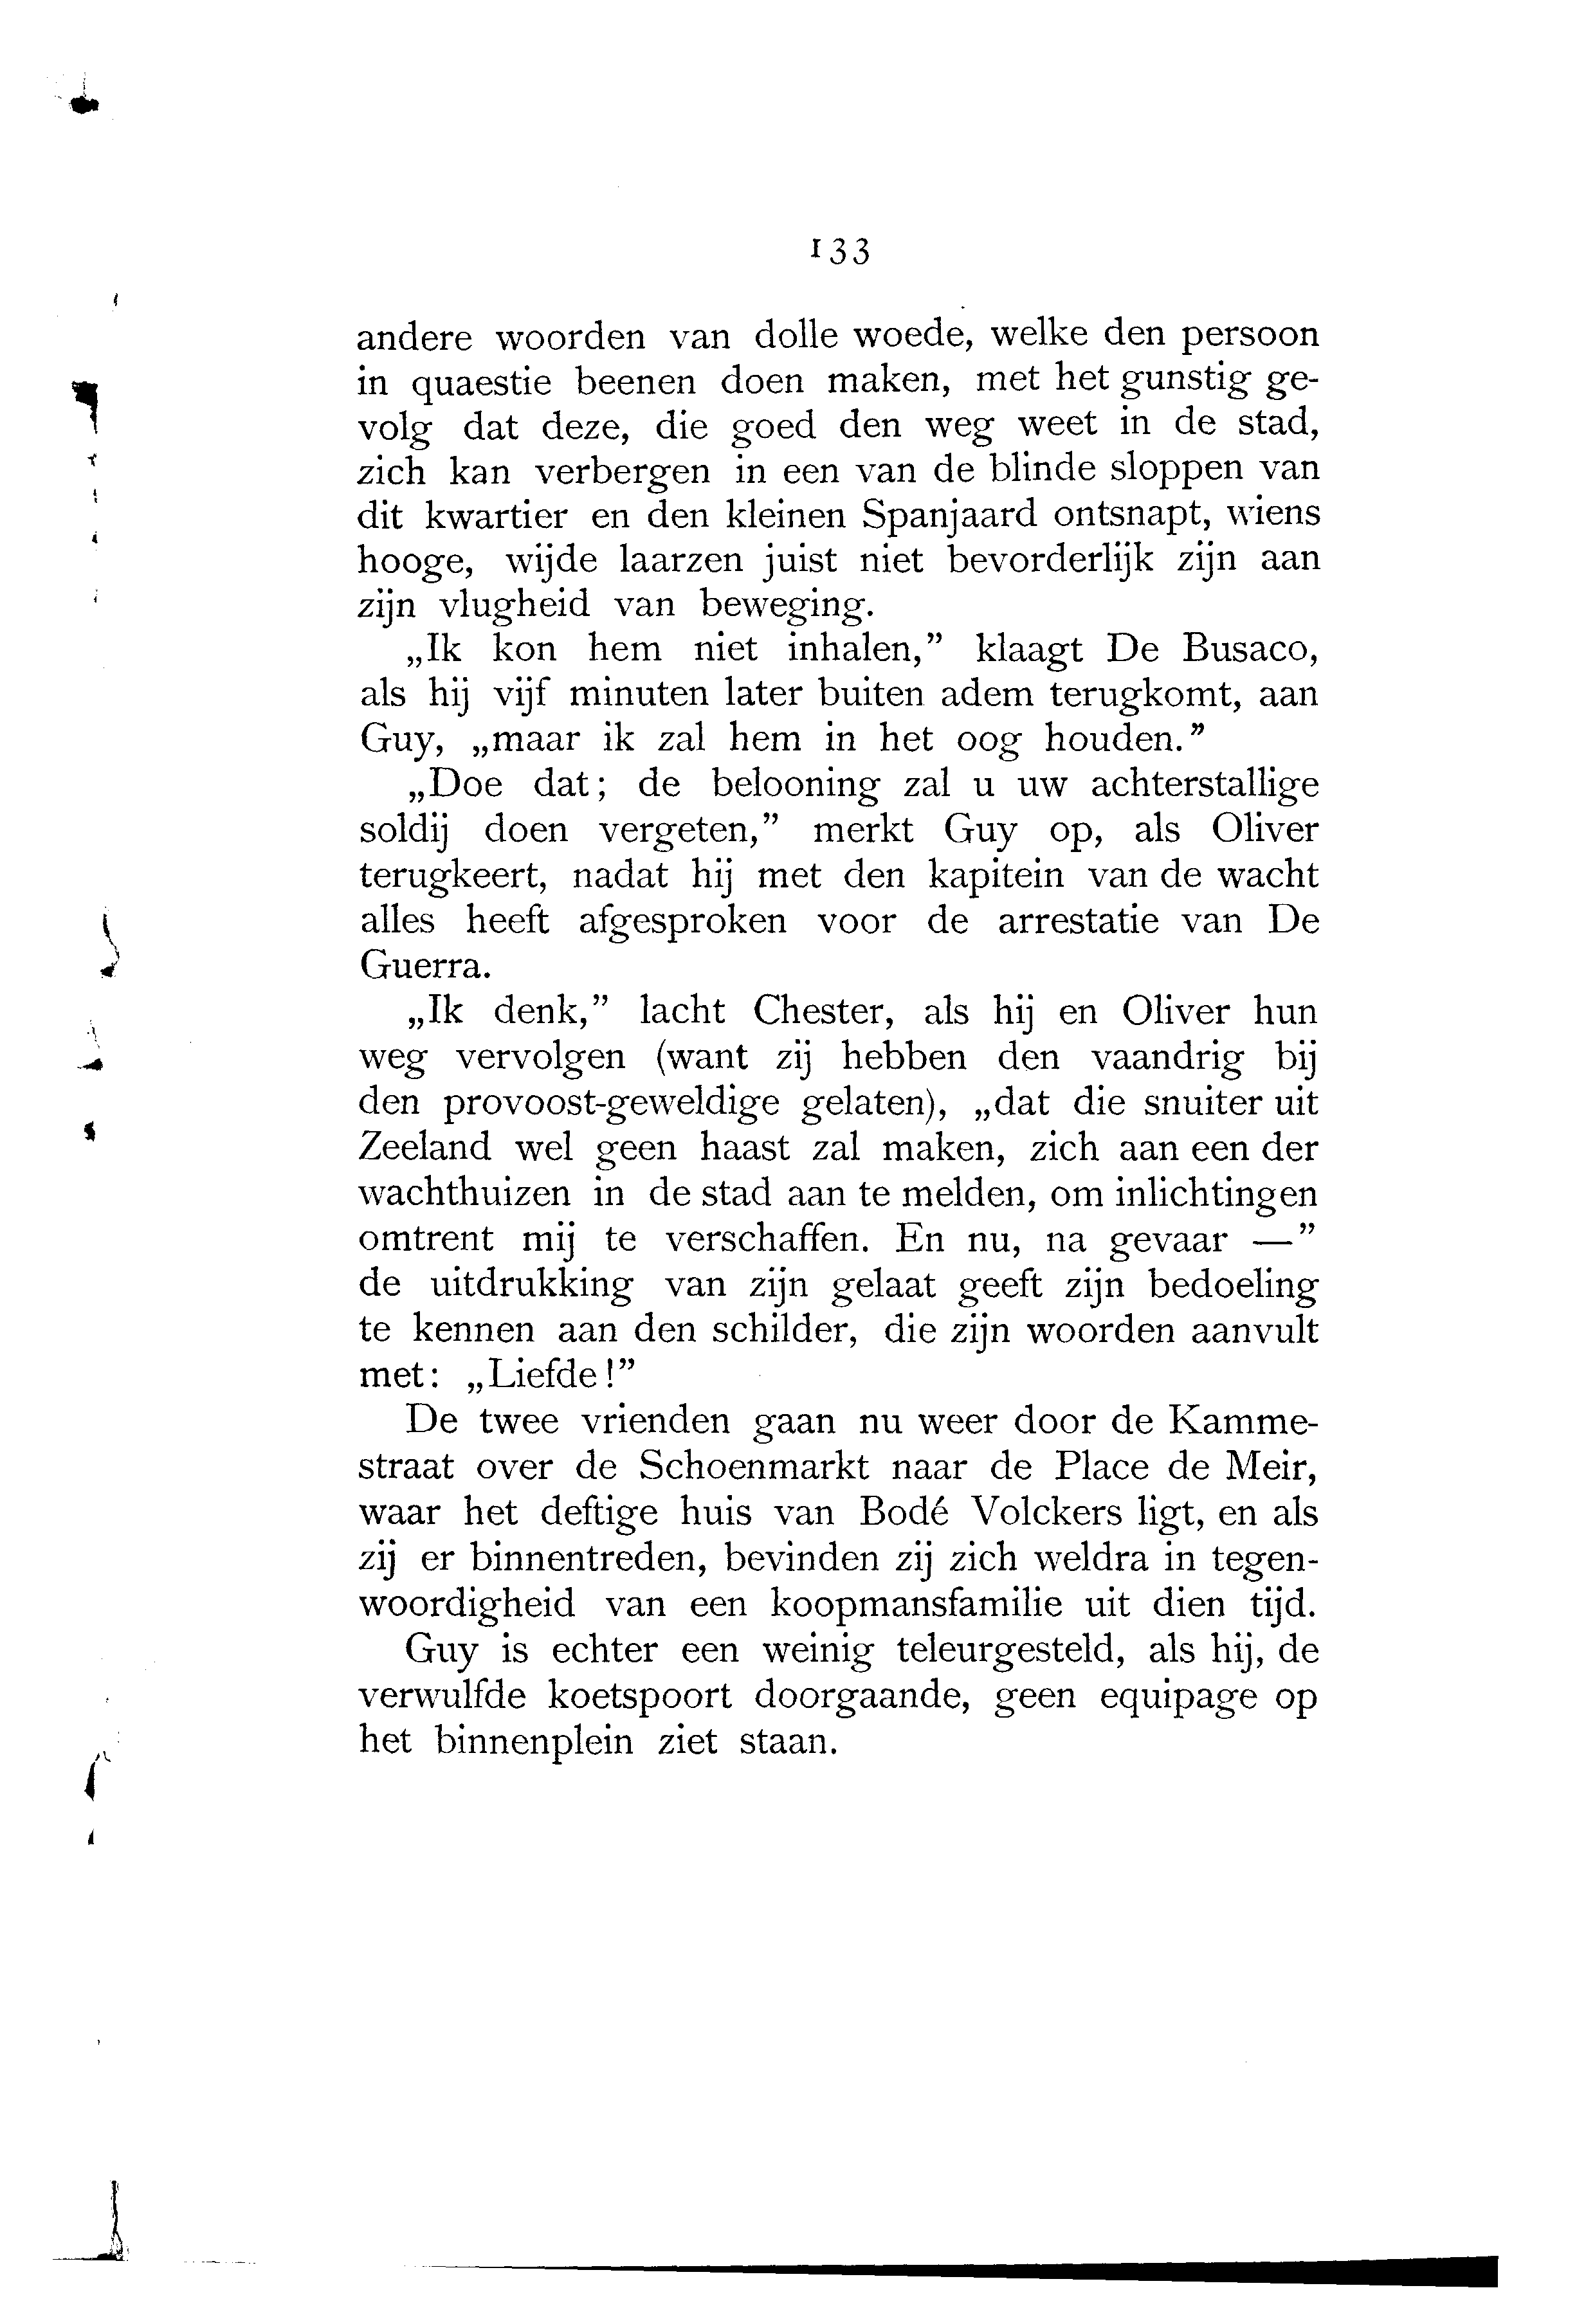 133
andere woorden van dolle woede, welke den persoon
in quaestie beenen doen maken, met het gunstig ge-
volg dat deze, die goed den weg weet in de stad,
zich kan verbergen in een van de blinde sloppen van
dit kwartier en den kleinen Spanjaard ontsnapt, wiens
hooge, wijde laarzen juist niet bevorderlijk zijn aan
zijn vlugheid van beweging.
„Ik kon hem niet inhalen,” klaagt De Busaco,
als hij vijf minuten later buiten adem terugkomt, aan
Guy, „maar ik zal hem in het oog houden.”
„Doe dat; de belooning zal u uw achterstallige
soldij doen vergeten,” merkt Guy op, als Oliver
terugkeert, nadat hij met den kapitein van de wacht
alles heeft afgesproken voor de arrestatie van De
Guerra.
„Ik denk,” lacht Chester, als hij en Oliver hun
weg vervolgen (want zij hebben den vaandrig bij
den provoost-geweldige gelaten), „dat die snuiter uit
Zeeland wel geen haast zal maken, zich aan een der
wachthuizen in de stad aan te melden, om inlichtingen
omtrent mij te verschaffen. En nu, na gevaar —”
de uitdrukking van zijn gelaat geeft zijn bedoeling
te kennen aan den schilder, die zijn woorden aanvult
met: „Liefde!”
De twee vrienden gaan nu weer door de Kamme-
straat over de Schoenmarkt naar de Place de Meir,
waar het deftige huis van Bodé Volckers ligt, en als
zij er binnentreden, bevinden zij zich weldra in tegen-
woordigheid van een koopmansfamilie uit dien tijd.
Guy is echter een weinig teleurgesteld, als hij, de
verwulfde koetspoort doorgaande, geen equipage op
het binnenplein ziet staan.